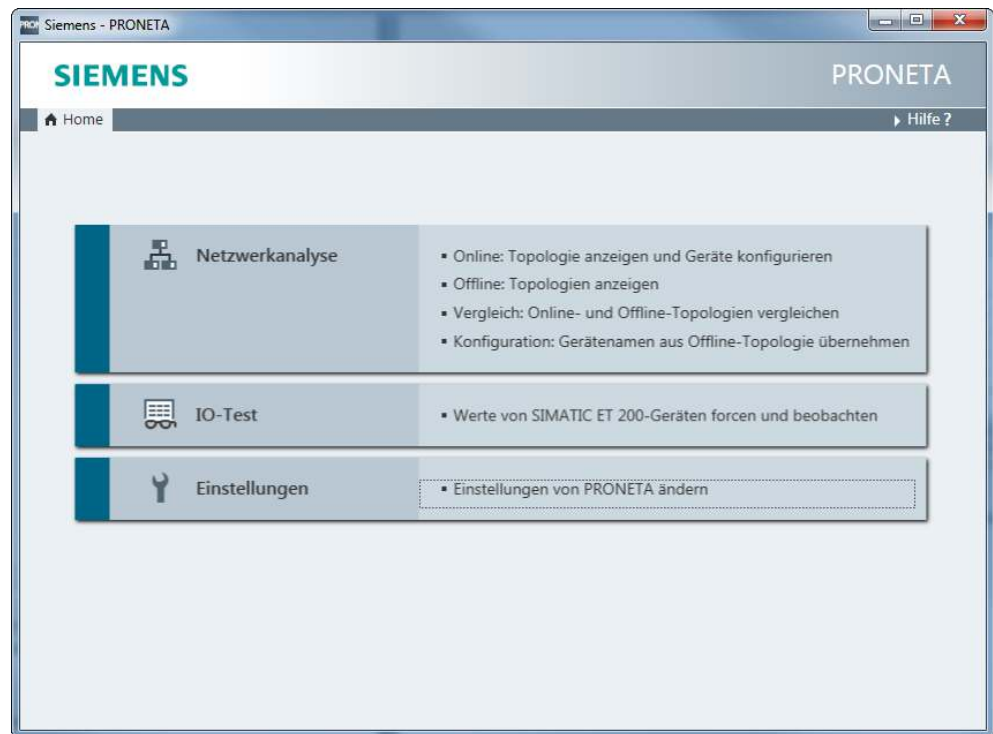 Siemens - PRONETA
SIEMENS
PRONETA
Home
Hilfe ?
Netzwerkanalyse
▪ Online: Topologie anzeigen und Geräte konfigurieren
▪ Offline: Topologien anzeigen
▪ Vergleich: Online- und Offline-Topologien vergleichen
▪ Konfiguration: Gerätenamen aus Offline-Topologie übernehmen
IO-Test
▪ Werte von SIMATIC ET 200-Geräten forcen und beobachten
Einstellungen
▪ Einstellungen von PRONETA ändern